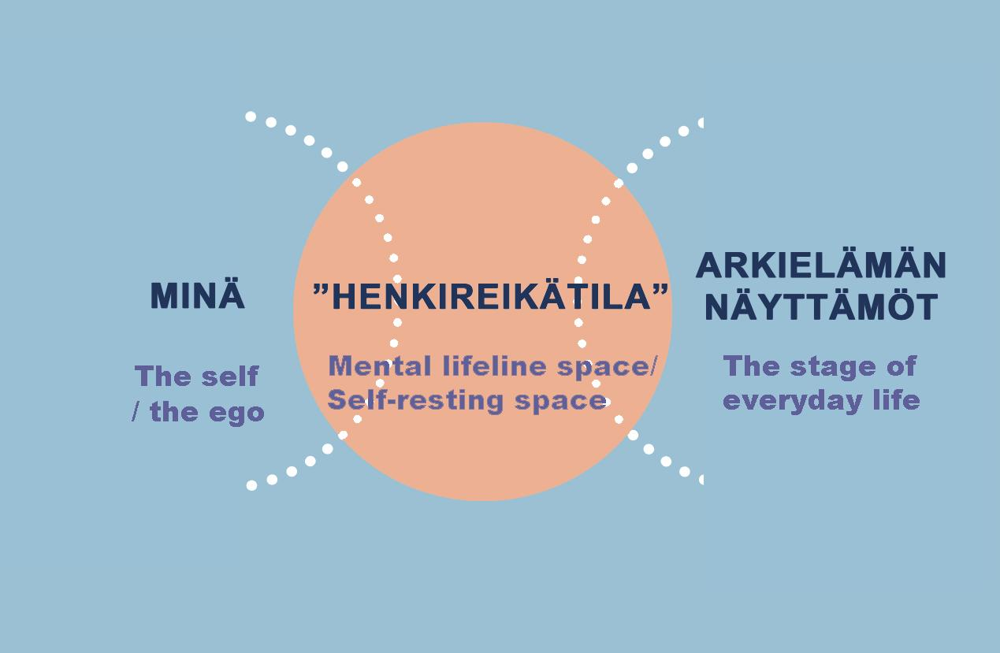 MINÄ
The self
/ the ego
”HENKIREIKÄTILA”
Mental lifeline space/
Self-resting space
ARKIELÄMÄN
NÄYTTÄMÖT
The stage of
everyday life